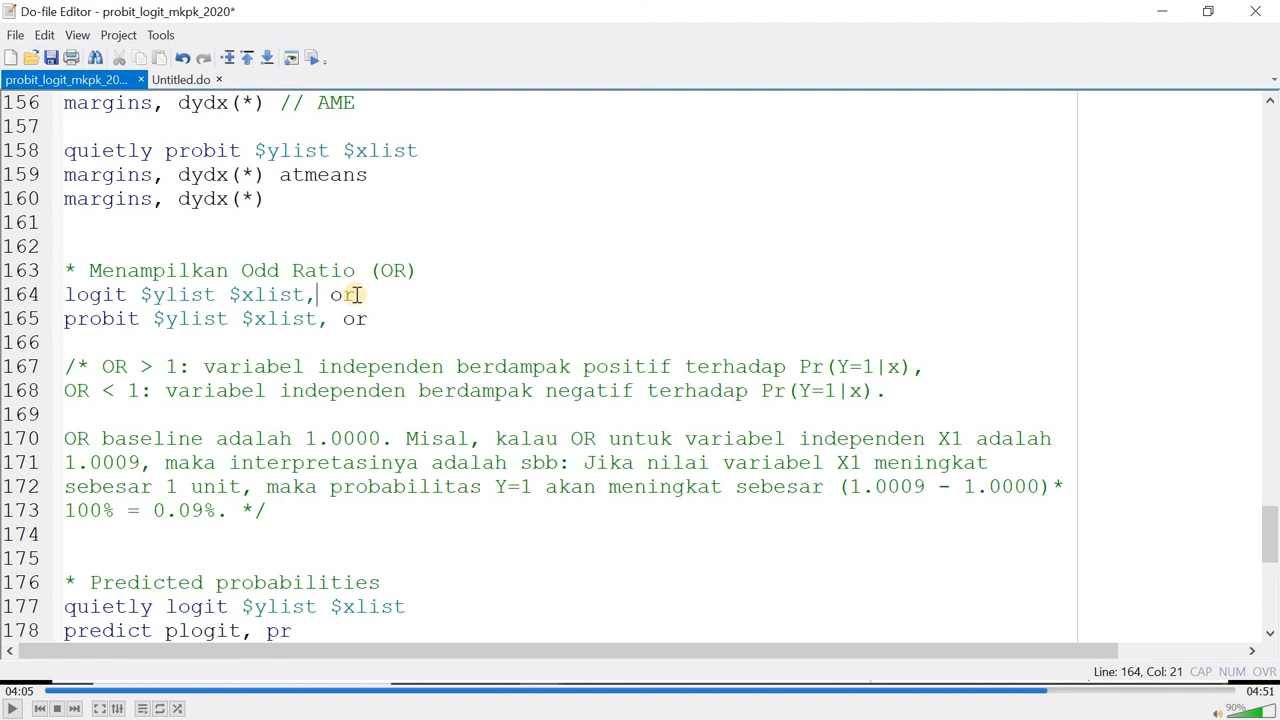 Do-file Editor - probit_logit_mkpk_2020*
File Edit View Project Tools
probit_logit_mkpk_20... × Untitled.do ×
156 margins, dydx(*) // AME
157
158 quietly probit $ylist $xlist
159 margins, dydx(*) atmeans
160 margins, dydx(*)
161
162
163 * Menampilkan Odd Ratio (OR)
164 logit $ylist $xlist, or
165 probit $ylist $xlist, or
166
167 /* OR > 1: variabel independen berdampak positif terhadap Pr(Y=1|x),
168 OR < 1: variabel independen berdampak negatif terhadap Pr(Y=1|x).
169
170 OR baseline adalah 1.0000. Misal, kalau OR untuk variabel independen X1 adalah
171 1.0009, maka interpretasinya adalah sbb: Jika nilai variabel X1 meningkat
172 sebesar 1 unit, maka probabilitas Y=1 akan meningkat sebesar (1.0009 - 1.0000)*
173 100% = 0.09%. */
174
175
176 * Predicted probabilities
177 quietly logit $ylist $xlist
178 predict plogit, pr
Line: 164, Col: 21 CAP NUM OVR
04:05 04:51
90%